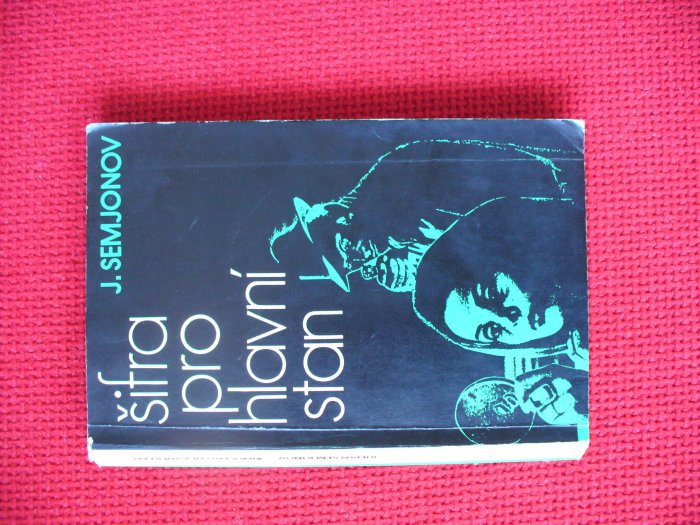 J. SEMJONOV
šifra
pro
hlavní
stan